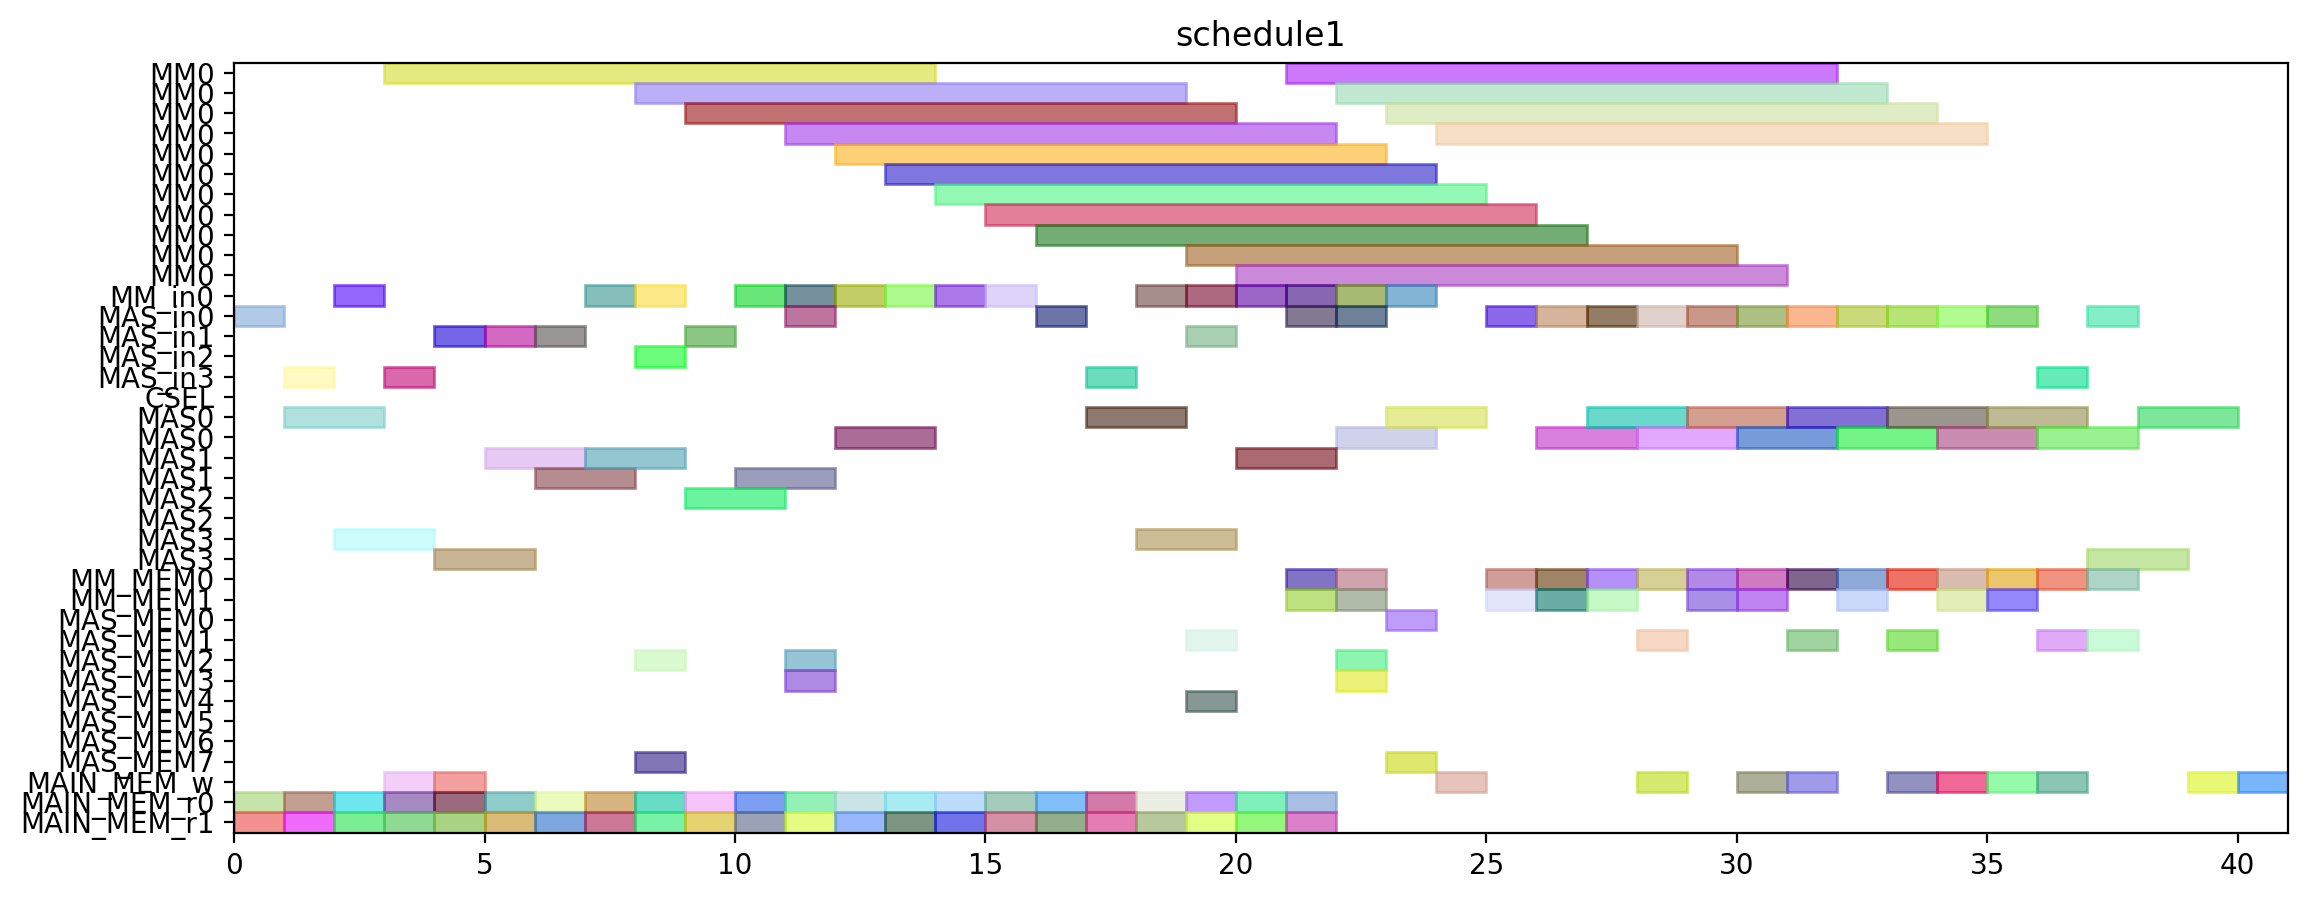 schedule1
MM0
MM0
MM0
MM0
MM0
MM0
MM0
MM0
MM0
MM0
MM0
MM_in0
MAS_in0
MAS_in1
MAS_in2
MAS_in3
CSEL
MAS0
MAS0
MAS1
MAS1
MAS2
MAS2
MAS3
MAS3
MM_MEM0
MM_MEM1
MAS_MEM0
MAS_MEM1
MAS_MEM2
MAS_MEM3
MAS_MEM4
MAS_MEM5
MAS_MEM6
MAS_MEM7
MAIN_MEM_w
MAIN_MEM_r0
MAIN_MEM_r1
0 5 10 15 20 25 30 35 40